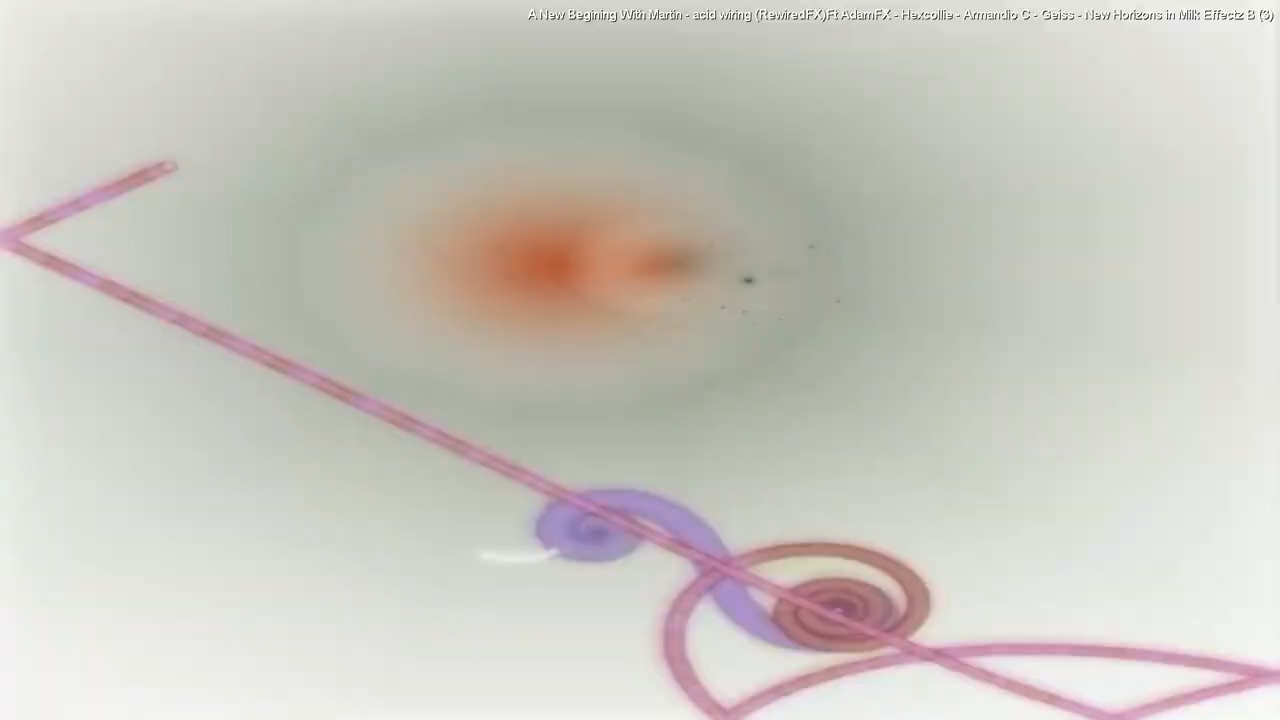 A New Begining With Martin - acid wiring (RewiredFX)Ft AdamFX - Hexcollie - Armandio C - Geiss - New Horizons in Milk Effectz B (3)